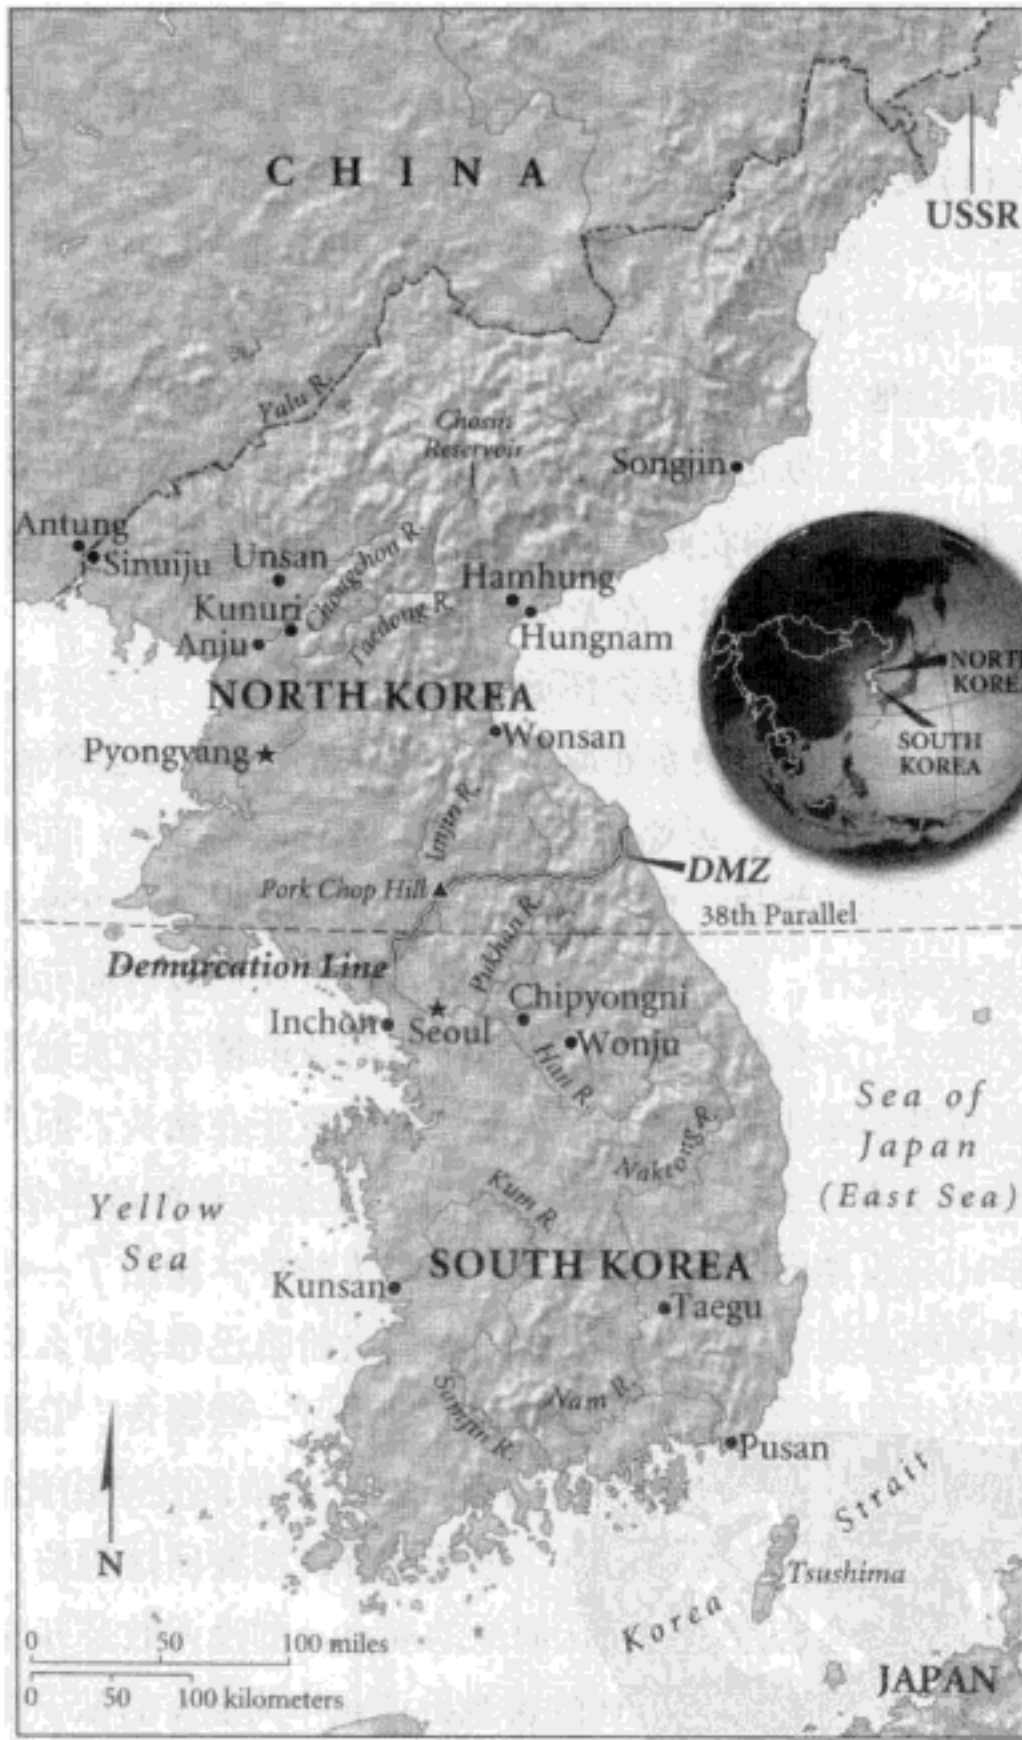 CHINA
USSR
Yalu R.
Chosin
Reservoir
Songjin
Antung
Sinuiju
Unsan
Chongchon R.
Hamhung
Kunuri
Taedong R.
Anju
Hungnam
NORTH KOREA
NORTH
KOREA
Pyongyang
Wonsan
SOUTH
KOREA
Imjin R.
DMZ
Pork Chop Hill
38th Parallel
Pukhan R.
Demarcation Line
Chipyongni
Inchon
Seoul
Wonju
Han R.
Sea of
Japan
(East Sea)
Naktong R.
Yellow
Sea
Kum R.
SOUTH KOREA
Kunsan
Taegu
Nam R.
Somjin R.
Pusan
Korea Strait
Tsushima
N
0 50 100 miles
0 50 100 kilometers
JAPAN